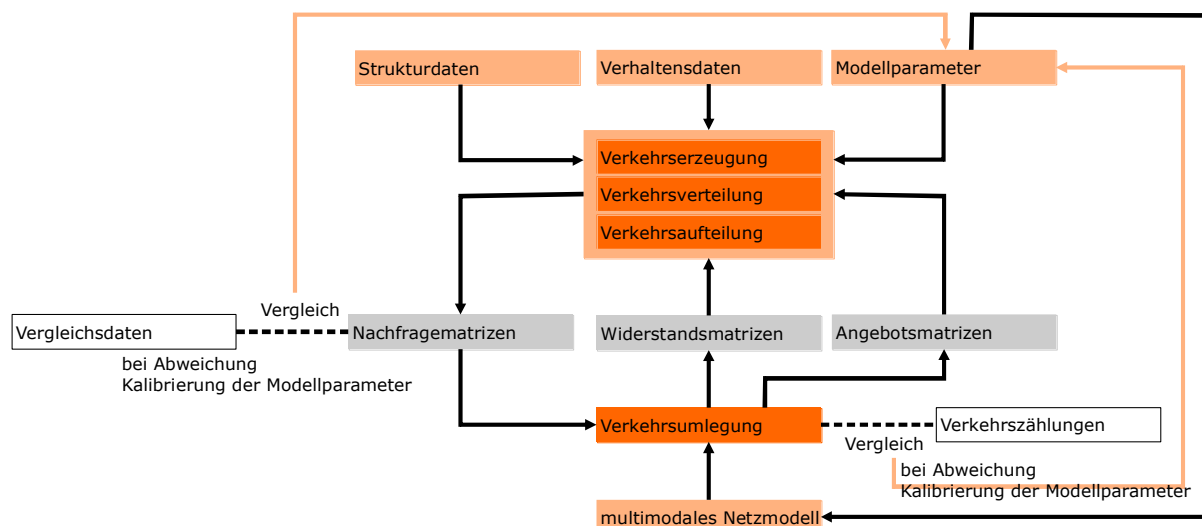 Strukturdaten
Verhaltensdaten
Modellparameter
Verkehrserzeugung
Verkehrsverteilung
Verkehrsaufteilung
Vergleich
Vergleichsdaten
Nachfragematrizen
Widerstandsmatrizen
Angebotsmatrizen
bei Abweichung
Kalibrierung der Modellparameter
Verkehrsumlegung
Verkehrszählungen
Vergleich
bei Abweichung
Kalibrierung der Modellparameter
multimodales Netzmodell